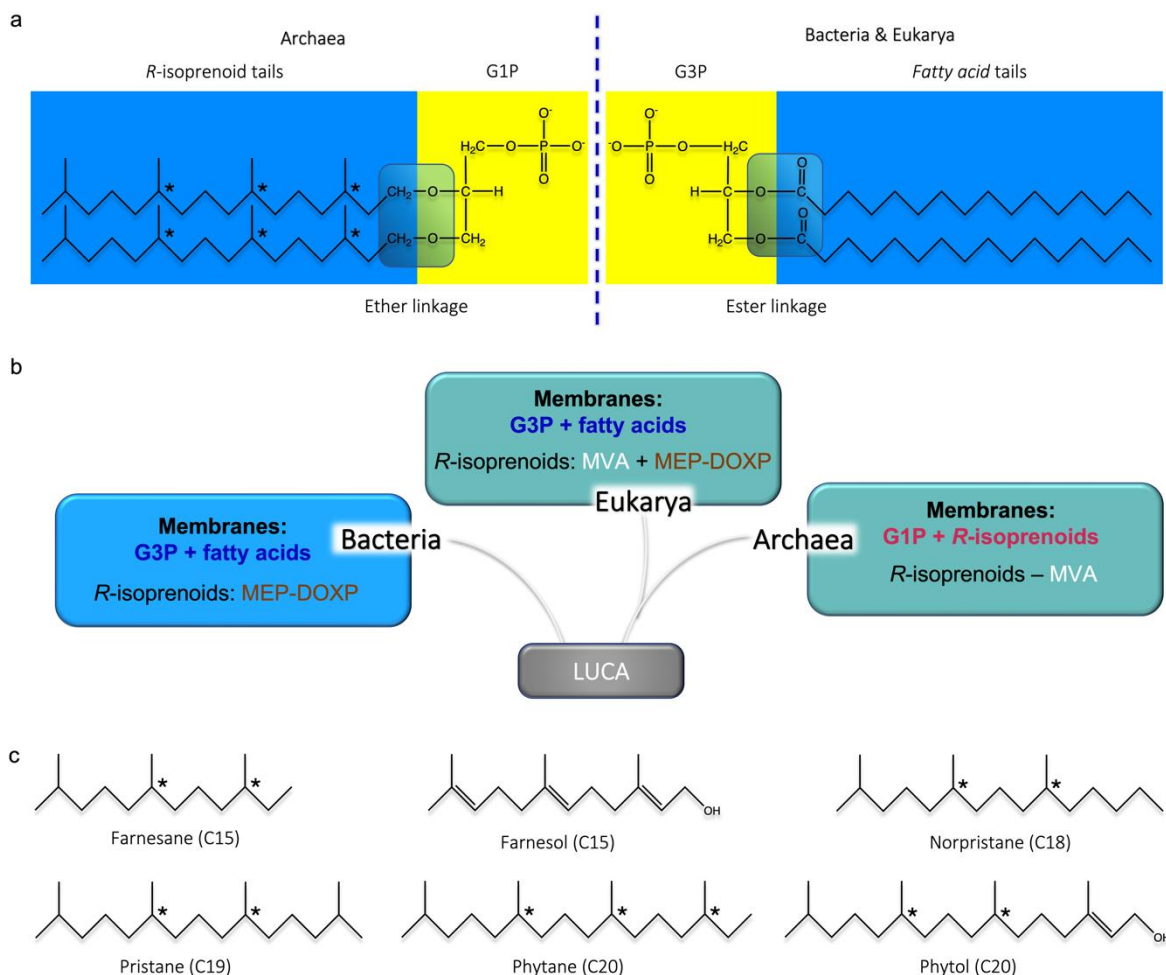 a
Archaea
Bacteria & Eukarya
R-isoprenoid tails
G1P
G3P
Fatty acid tails
O-
H₂C—O—P—O-
O
-O—P—O—CH₂
O
* * *
CH₂—O—H
* * *
CH₂—O—CH₂
H—O—C
O
H₂C—O—C
O
Ether linkage
Ester linkage
b
Membranes:
G3P + fatty acids
R-isoprenoids: MVA + MEP-DOXP
Eukarya
Membranes:
G3P + fatty acids
R-isoprenoids: MEP-DOXP
Bacteria
Archaea
Membranes:
G1P + R-isoprenoids
R-isoprenoids – MVA
LUCA
c
* *
OH
* *
Farnesane (C15)
Farnesol (C15)
Norpristane (C18)
* *
* * *
* *
OH
Pristane (C19)
Phytane (C20)
Phytol (C20)